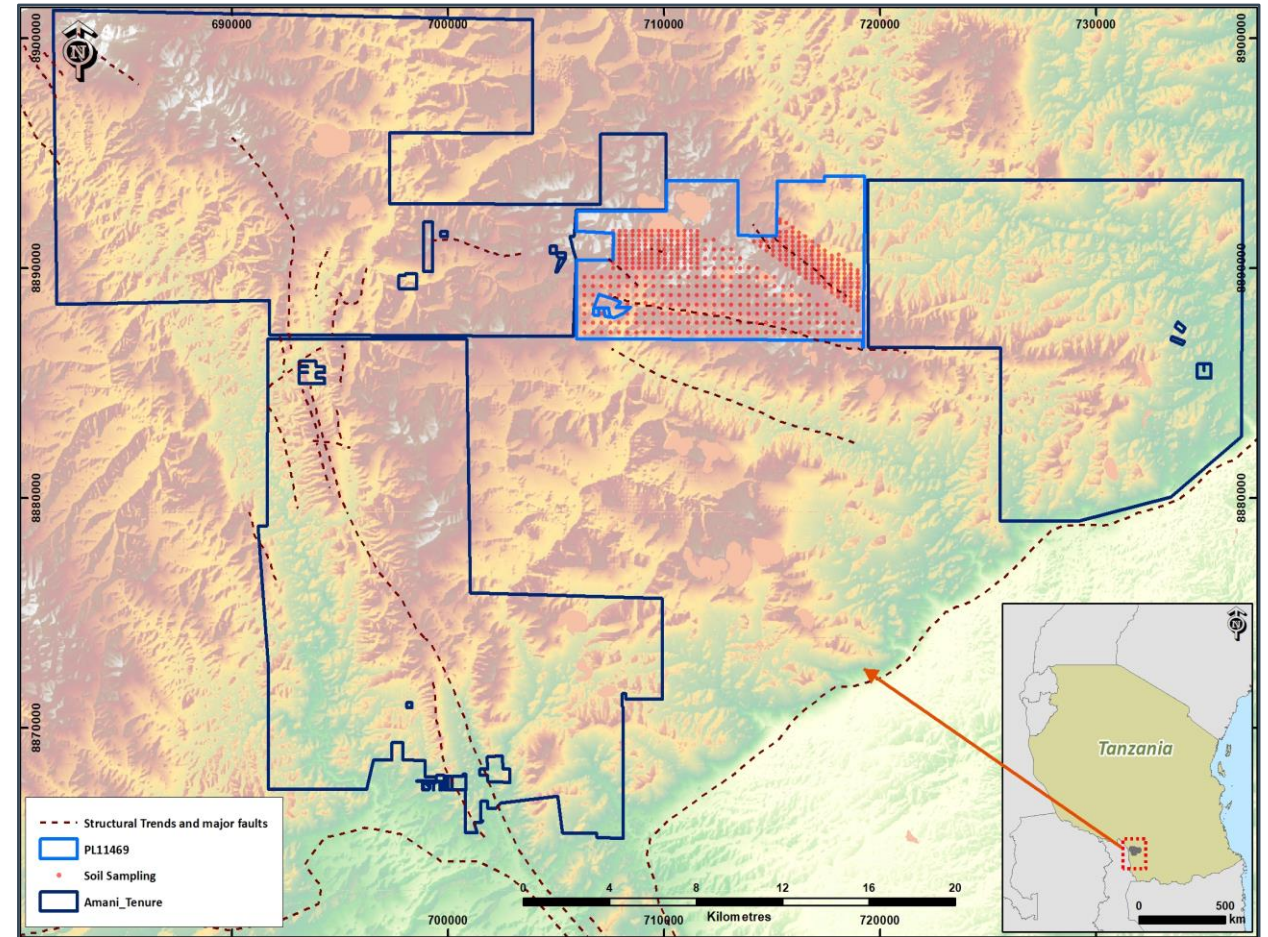 690000 700000 710000 720000 730000
8900000
8900000
N
8890000
8890000
8880000
8880000
8870000
N
Tanzania
Structural Trends and major faults
PL11469
Soil Sampling
Amani_Tenure
0 4 8 12 16 20
Kilometres
0 500
km
700000 710000 720000